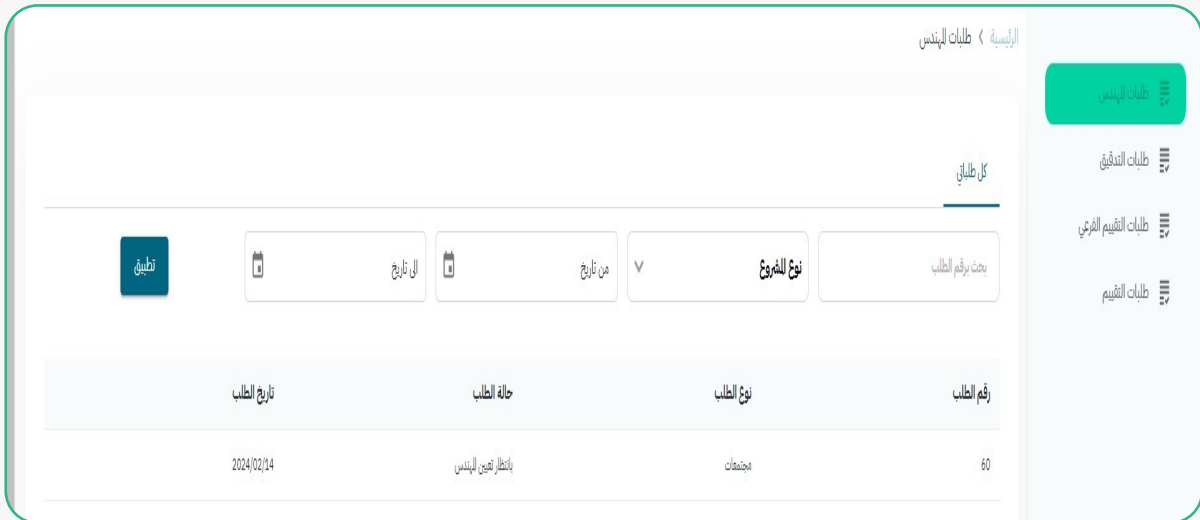 الرئيسية > طلبات المهندس
طلبات المهندس
طلبات التدقيق
طلبات التقييم الفرعي
طلبات التقييم
كل طلباتي
بحث برقم الطلب
نوع المشروع
من تاريخ
الى تاريخ
تطبيق
رقم الطلب نوع الطلب حالة الطلب تاريخ الطلب
60 مجتمعات بانتظار تعيين المهندس 2024/02/14